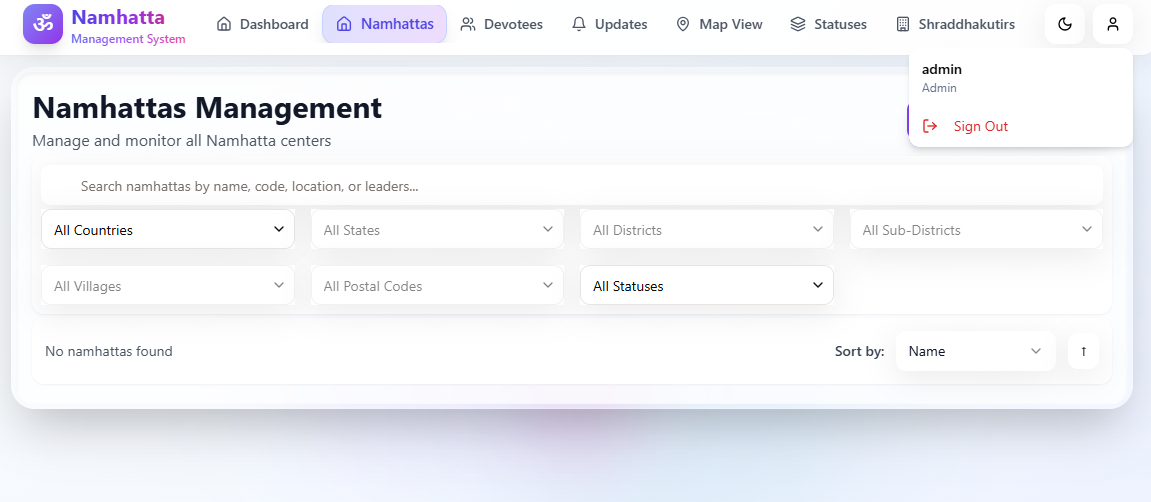 ॐ
Namhatta
Management System
Dashboard
Namhattas
Devotees
Updates
Map View
Statuses
Shraddhakutirs
admin
Admin
Sign Out
Namhattas Management
Manage and monitor all Namhatta centers
Search namhattas by name, code, location, or leaders...
All Countries
All States
All Districts
All Sub-Districts
All Villages
All Postal Codes
All Statuses
No namhattas found
Sort by:
Name
↑